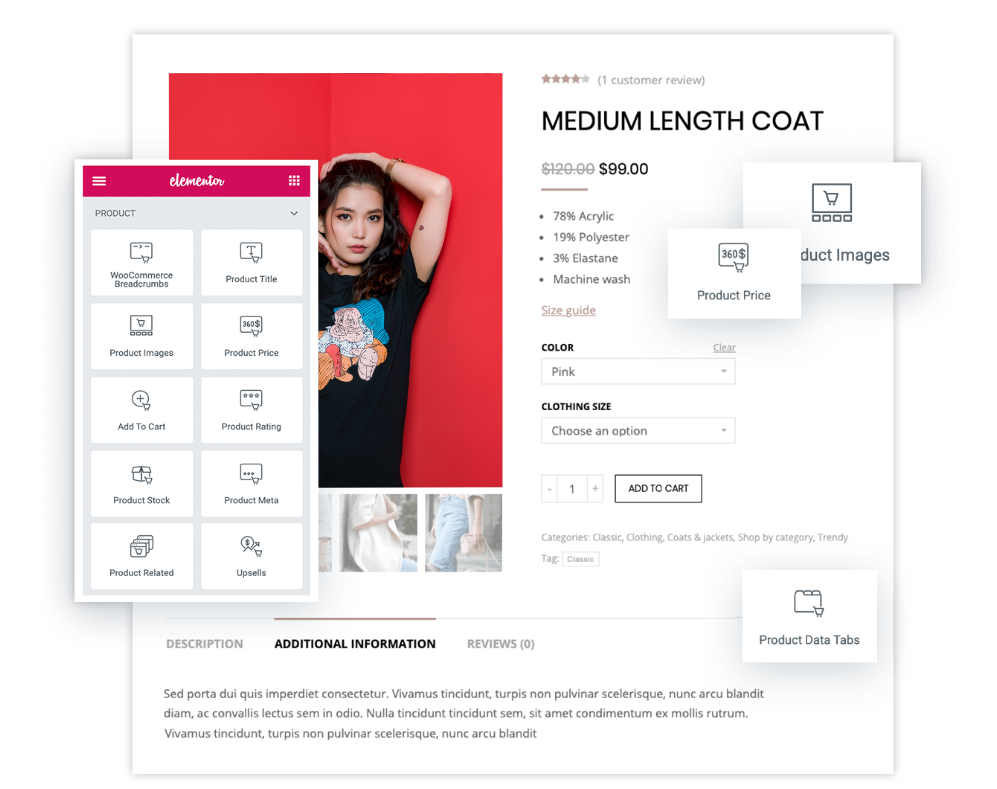 (1 customer review)
MEDIUM LENGTH COAT
$120.00 $99.00
78% Acrylic
19% Polyester
3% Elastane
Machine wash
Size guide
COLOR Clear
Pink
CLOTHING SIZE
Choose an option
- 1 + ADD TO CART
Categories: Classic, Clothing, Coats & jackets, Shop by category, Trendy
Tag: Classic
elementor
PRODUCT
WooCommerce
Breadcrumbs
Product Title
Product Images
360$
Product Price
Add To Cart
Product Rating
Product Stock
Product Meta
Product Related
$
Upsells
duct Images
360$
Product Price
Product Data Tabs
DESCRIPTION ADDITIONAL INFORMATION REVIEWS (0)
Sed porta dui quis imperdiet consectetur. Vivamus tincidunt, turpis non pulvinar scelerisque, nunc arcu blandit
diam, ac convallis lectus sem in odio. Nulla tincidunt tincidunt sem, sit amet condimentum ex mollis rutrum.
Vivamus tincidunt, turpis non pulvinar scelerisque, nunc arcu blandit